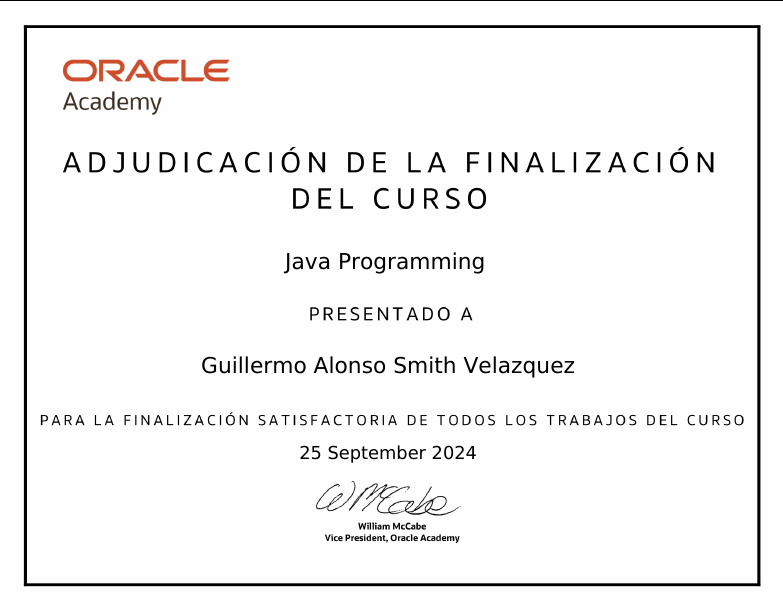 ORACLE
Academy
ADJUDICACIÓN DE LA FINALIZACIÓN
DEL CURSO
Java Programming
PRESENTADO A
Guillermo Alonso Smith Velazquez
PARA LA FINALIZACIÓN SATISFACTORIA DE TODOS LOS TRABAJOS DEL CURSO
25 September 2024
WMcCabe
William McCabe
Vice President, Oracle Academy